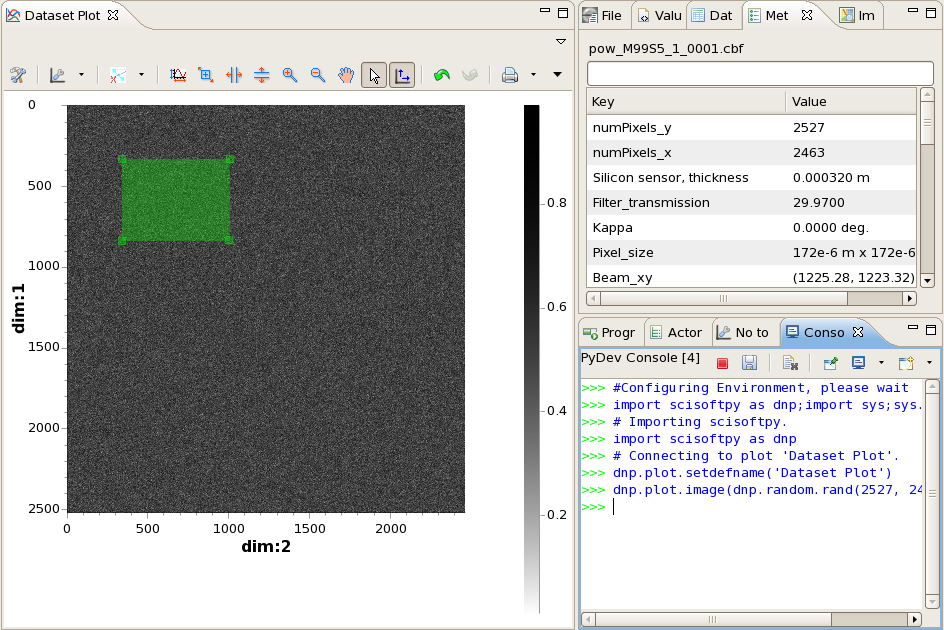 Dataset Plot
0
500
1000
1500
2000
2500
dim:1
0
500
1000
1500
2000
dim:2
0.8
0.6
0.4
0.2
File
Valu
Dat
Met
Im
pow_M99S5_1_0001.cbf
Key Value
numPixels_y 2527
numPixels_x 2463
Silicon sensor, thickness 0.000320 m
Filter_transmission 29.9700
Kappa 0.0000 deg.
Pixel_size 172e-6 m x 172e-6
Beam_xy (1225.28, 1223.32)
Progr
Actor
No to
Conso
PyDev Console [4]
>>> #Configuring Environment, please wait
>>> import scisoftpy as dnp;import sys;sys.
>>> # Importing scisoftpy.
>>> import scisoftpy as dnp
>>> # Connecting to plot 'Dataset Plot'.
>>> dnp.plot.setdefname('Dataset Plot')
>>> dnp.plot.image(dnp.random.rand(2527, 24
>>>